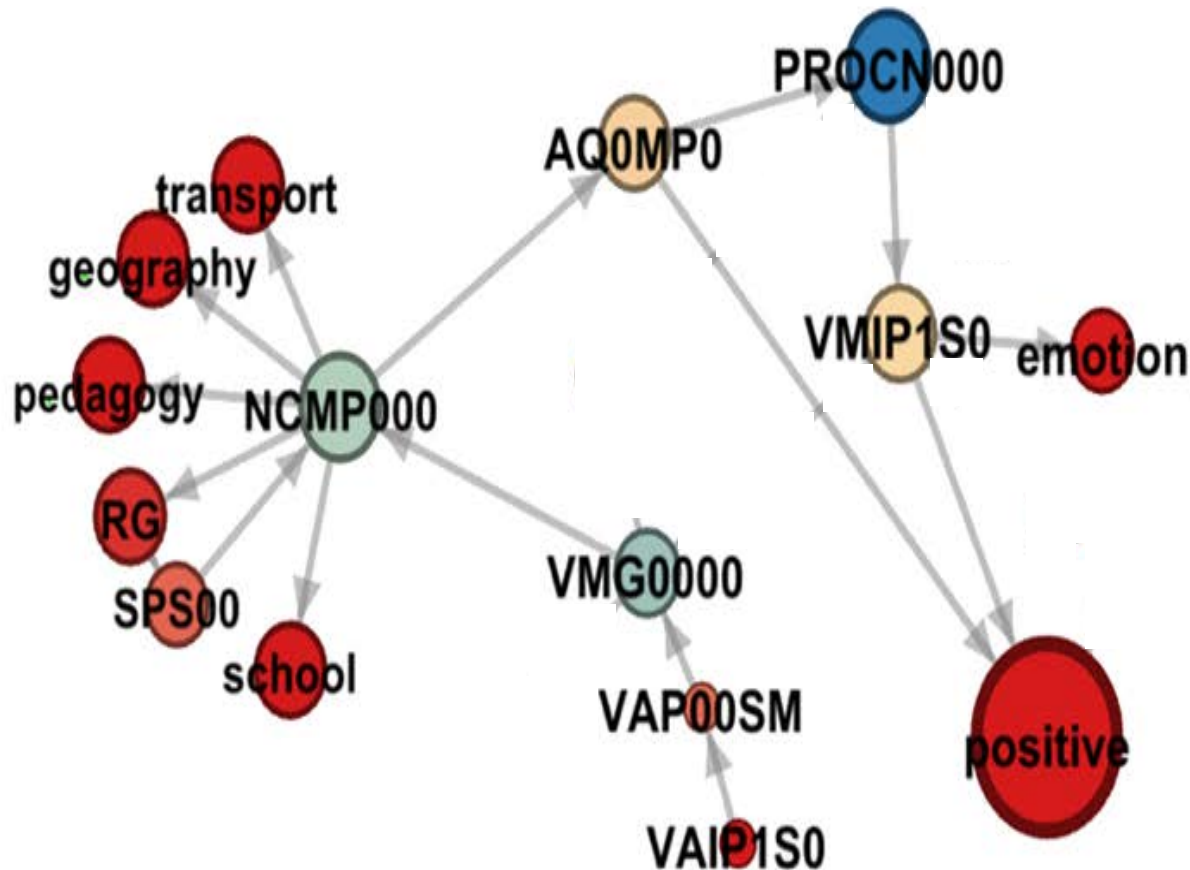 PROCN000
AQ0MP0
transport
geography
VMIP1S0
emotion
pedagogy
NCMP000
RG
VMG0000
SPS00
school
VAP00SM
positive
VAIP1S0